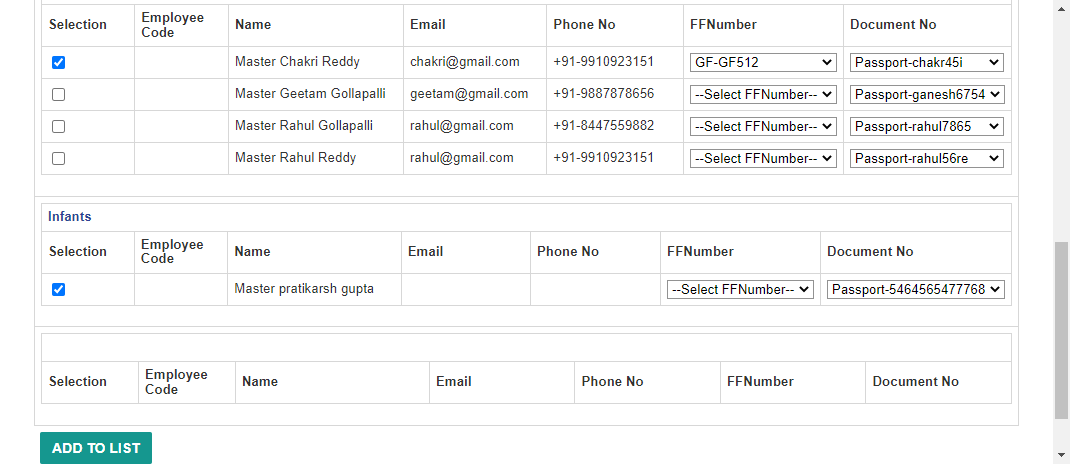 Selection Employee Code Name Email Phone No FFNumber Document No
Master Chakri Reddy chakri@gmail.com +91-9910923151 GF-GF512 Passport-chakr45i
Master Geetam Gollapalli geetam@gmail.com +91-9887878656 --Select FFNumber-- Passport-ganesh6754
Master Rahul Gollapalli rahul@gmail.com +91-8447559882 --Select FFNumber-- Passport-rahul7865
Master Rahul Reddy rahul@gmail.com +91-9910923151 --Select FFNumber-- Passport-rahul56re
Infants
Selection Employee Code Name Email Phone No FFNumber Document No
Master pratikarsh gupta --Select FFNumber-- Passport-5464565477768
Selection Employee Code Name Email Phone No FFNumber Document No
ADD TO LIST